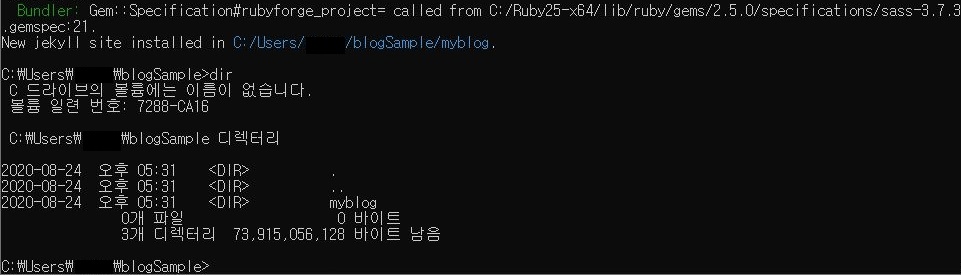 Bundler: Gem::Specification#rubyforge_project= called from C:/Ruby25-x64/lib/ruby/gems/2.5.0/specifications/sass-3.7.3
.gemspec:21.
New jekyll site installed in C:/Users/ /blogSample/myblog.
C:₩Users₩ ₩blogSample>dir
C 드라이브의 볼륨에는 이름이 없습니다.
볼륨 일련 번호: 7288-CA16
C:₩Users₩ ₩blogSample 디렉터리
2020-08-24 오후 05:31 <DIR> .
2020-08-24 오후 05:31 <DIR> ..
2020-08-24 오후 05:31 <DIR> myblog
0개 파일 0 바이트
3개 디렉터리 73,915,056,128 바이트 남음
C:₩Users₩ ₩blogSample>